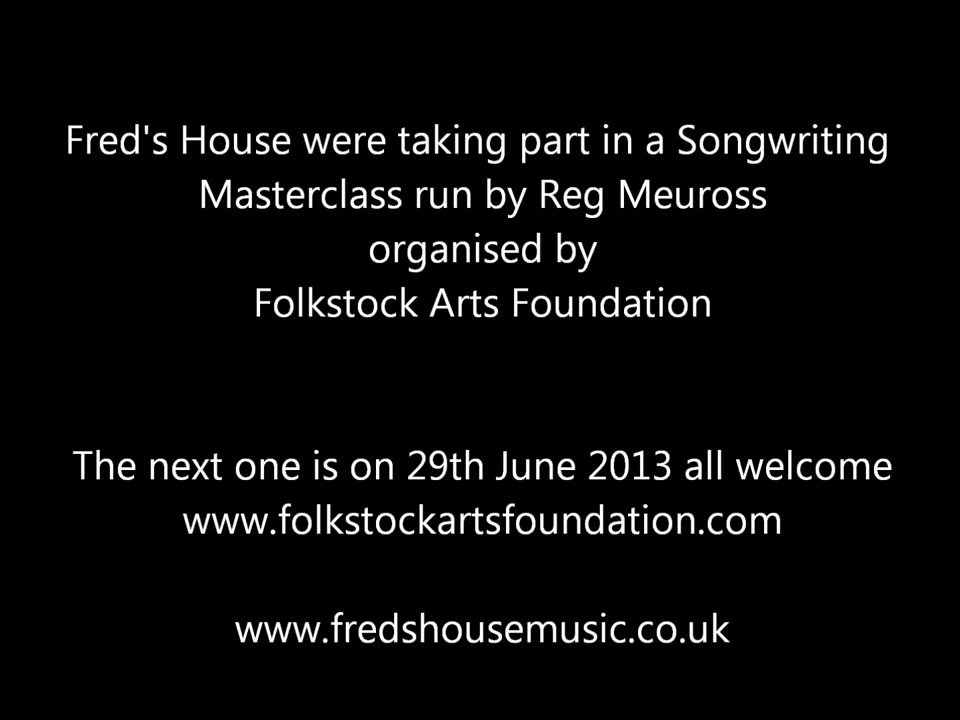 Fred's House were taking part in a Songwriting
Masterclass run by Reg Meuross
organised by
Folkstock Arts Foundation
The next one is on 29th June 2013 all welcome
www.folkstockartsfoundation.com
www.fredshousemusic.co.uk